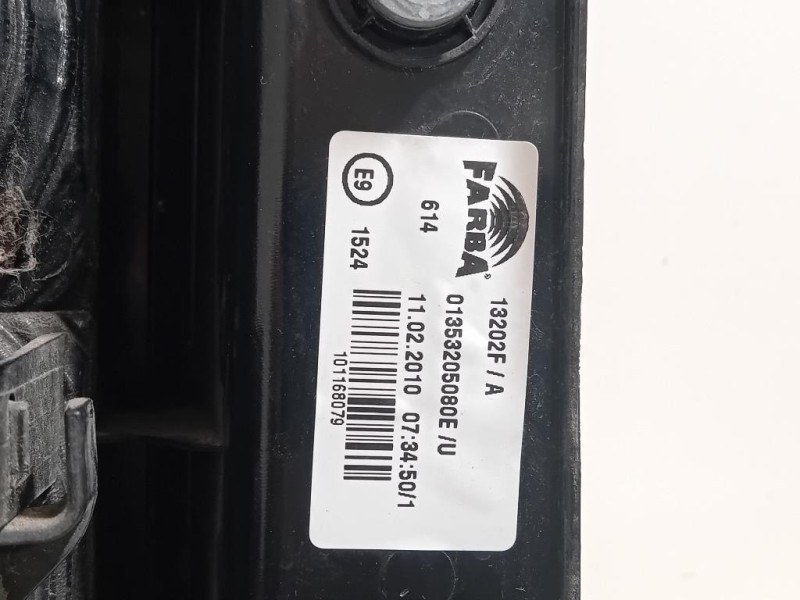 FARBA®
13202F / A
614
01353205080E /U
11.02.2010 07:34:50/1
E9
1524
101168079